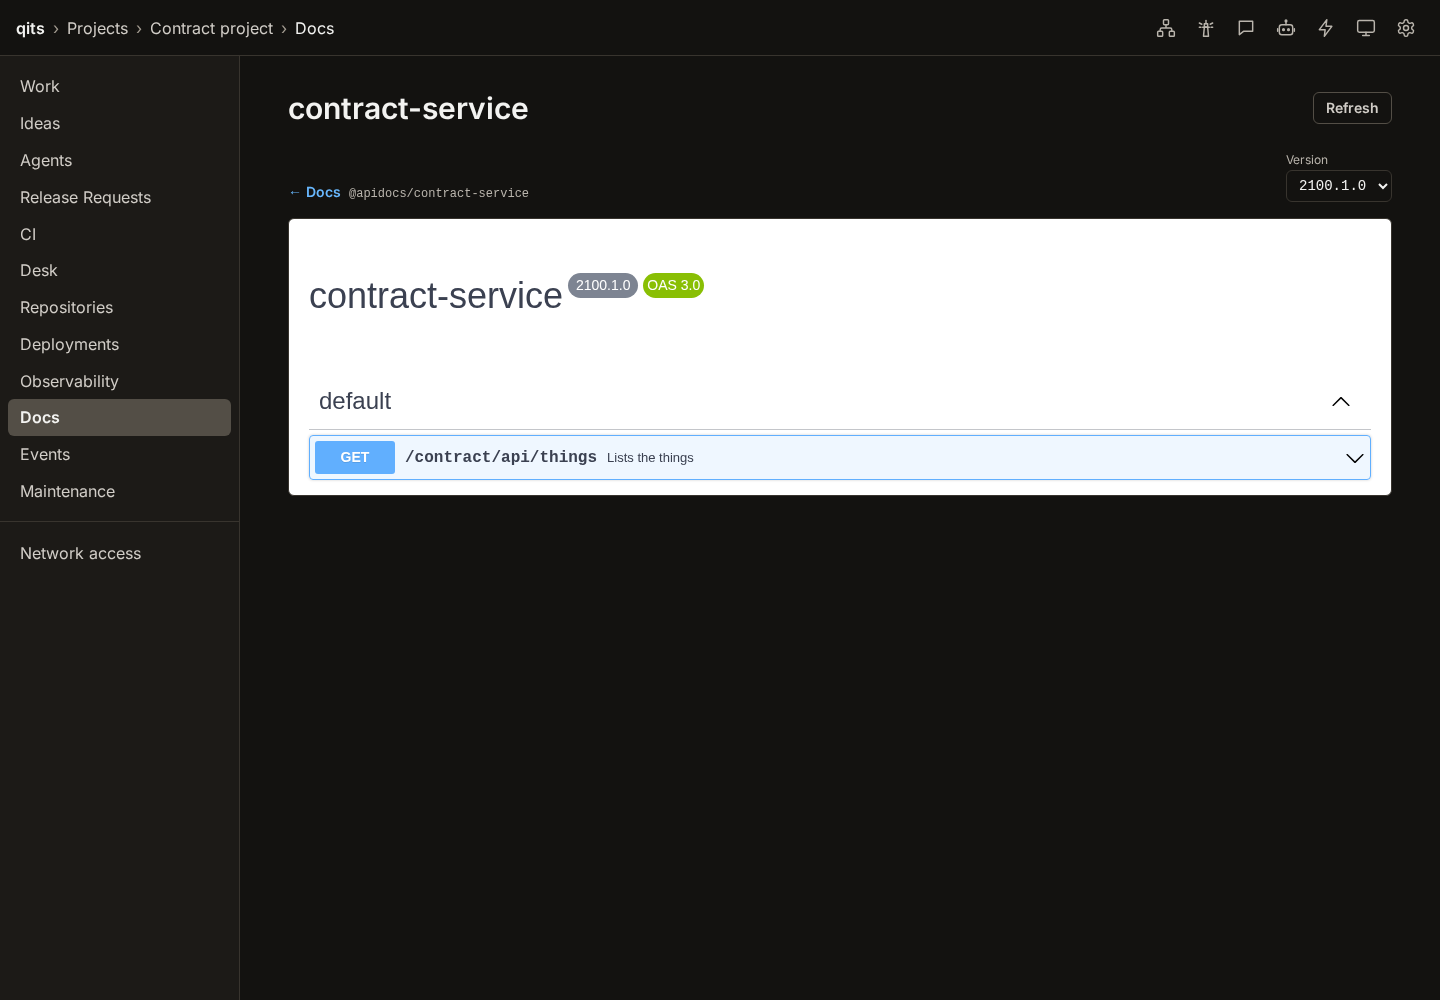 qits › Projects › Contract project › Docs
Work
Ideas
Agents
Release Requests
CI
Desk
Repositories
Deployments
Observability
Docs
Events
Maintenance
Network access
contract-service
Refresh
Version
← Docs @apidocs/contract-service
2100.1.0
contract-service 2100.1.0 OAS 3.0
default
GET /contract/api/things Lists the things